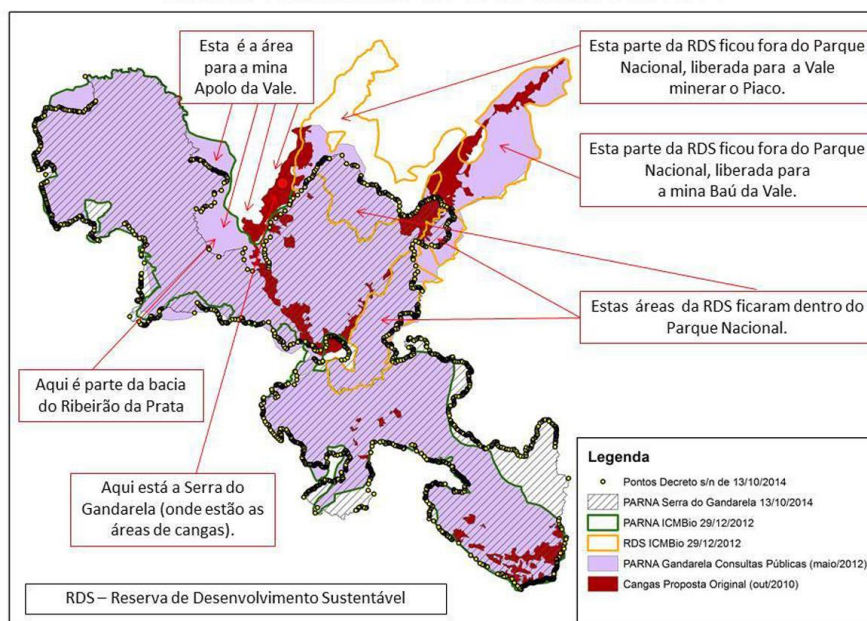 Esta é a área
para a mina
Apolo da Vale.
Esta parte da RDS ficou fora do Parque
Nacional, liberada para a Vale
minerar o Piaco.
Esta parte da RDS ficou fora do Parque
Nacional, liberada para
a mina Baú da Vale.
Estas áreas da RDS ficaram dentro do
Parque Nacional.
Aqui é parte da bacia
do Ribeirão da Prata
Aqui está a Serra do
Gandarela (onde estão as
áreas de cangas).
Legenda
Pontos Decreto s/n de 13/10/2014
PARNA Serra do Gandarela 13/10/2014
PARNA ICMBio 29/12/2012
RDS ICMBio 29/12/2012
PARNA Gandarela Consultas Públicas (maio/2012)
Cangas Proposta Original (out/2010)
RDS – Reserva de Desenvolvimento Sustentável